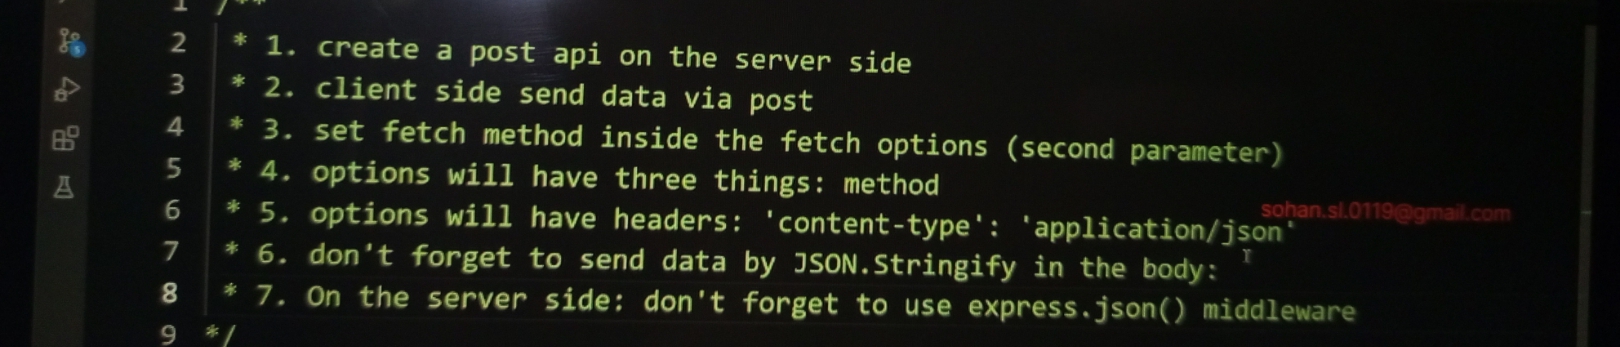 1 /**
2 * 1. create a post api on the server side
3 * 2. client side send data via post
4 * 3. set fetch method inside the fetch options (second parameter)
5 * 4. options will have three things: method
sohan.sl.0119@gmail.com
6 * 5. options will have headers: 'content-type': 'application/json'
7 * 6. don't forget to send data by JSON.Stringify in the body:
8 * 7. On the server side: don't forget to use express.json() middleware
9 */